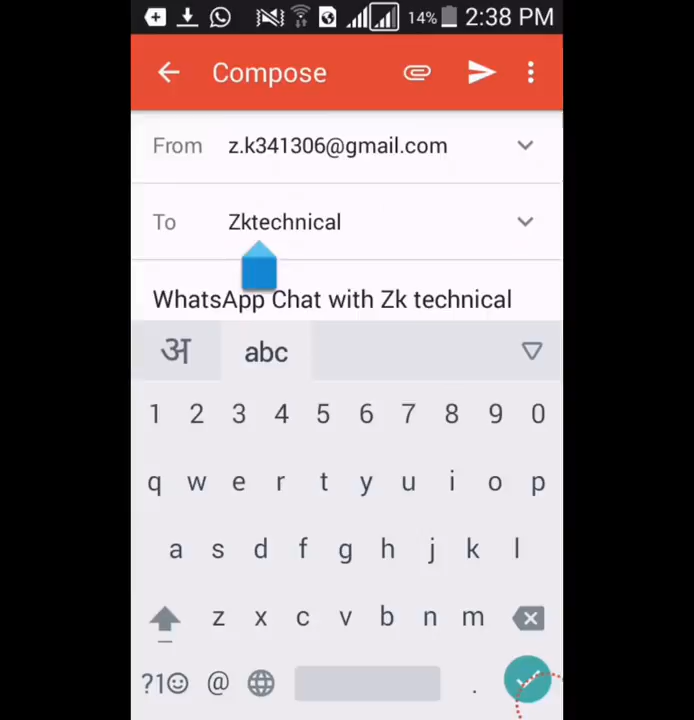 14% 2:38 PM
Compose
From z.k341306@gmail.com
To Zktechnical
WhatsApp Chat with Zk technical
अ abc
1 2 3 4 5 6 7 8 9 0
q w e r t y u i o p
a s d f g h j k l
z x c v b n m
?1☺ @ .